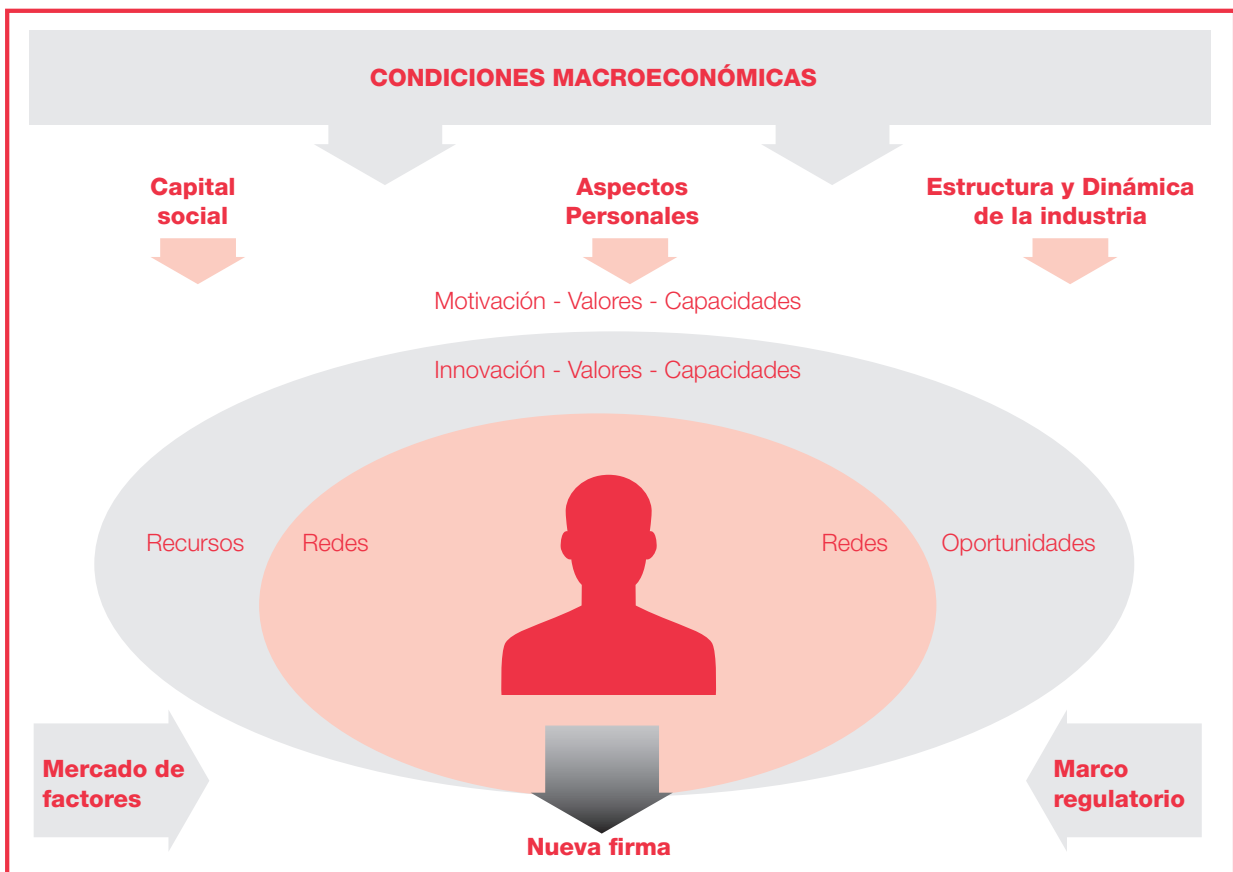 CONDICIONES MACROECONÓMICAS
Capital
social
Aspectos
Personales
Estructura y Dinámica
de la industria
Motivación - Valores - Capacidades
Innovación - Valores - Capacidades
Recursos
Redes
Redes
Oportunidades
Mercado de
factores
Marco
regulatorio
Nueva firma